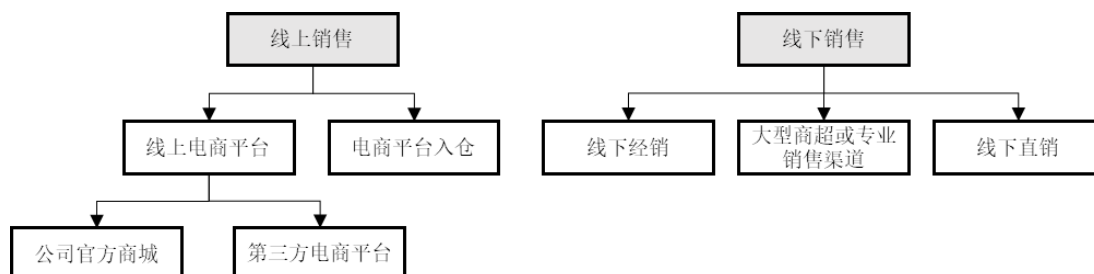 线上销售
线下销售
线上电商平台
电商平台入仓
线下经销
大型商超或专业
销售渠道
线下直销
公司官方商城
第三方电商平台